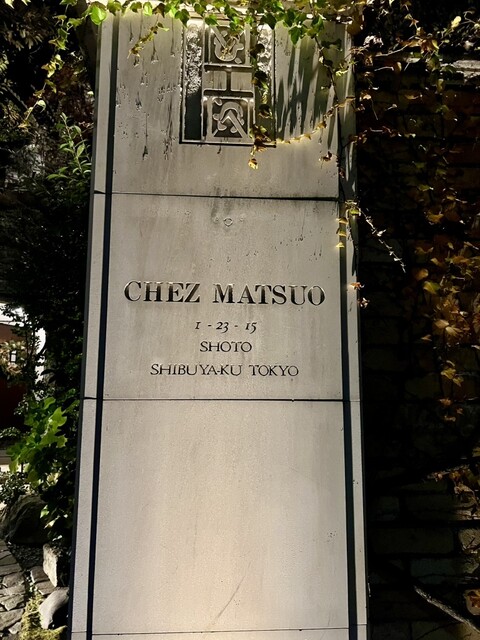 CHEZ MATSUO
1 - 23 - 15
SHOTO
SHIBUYA-KU TOKYO